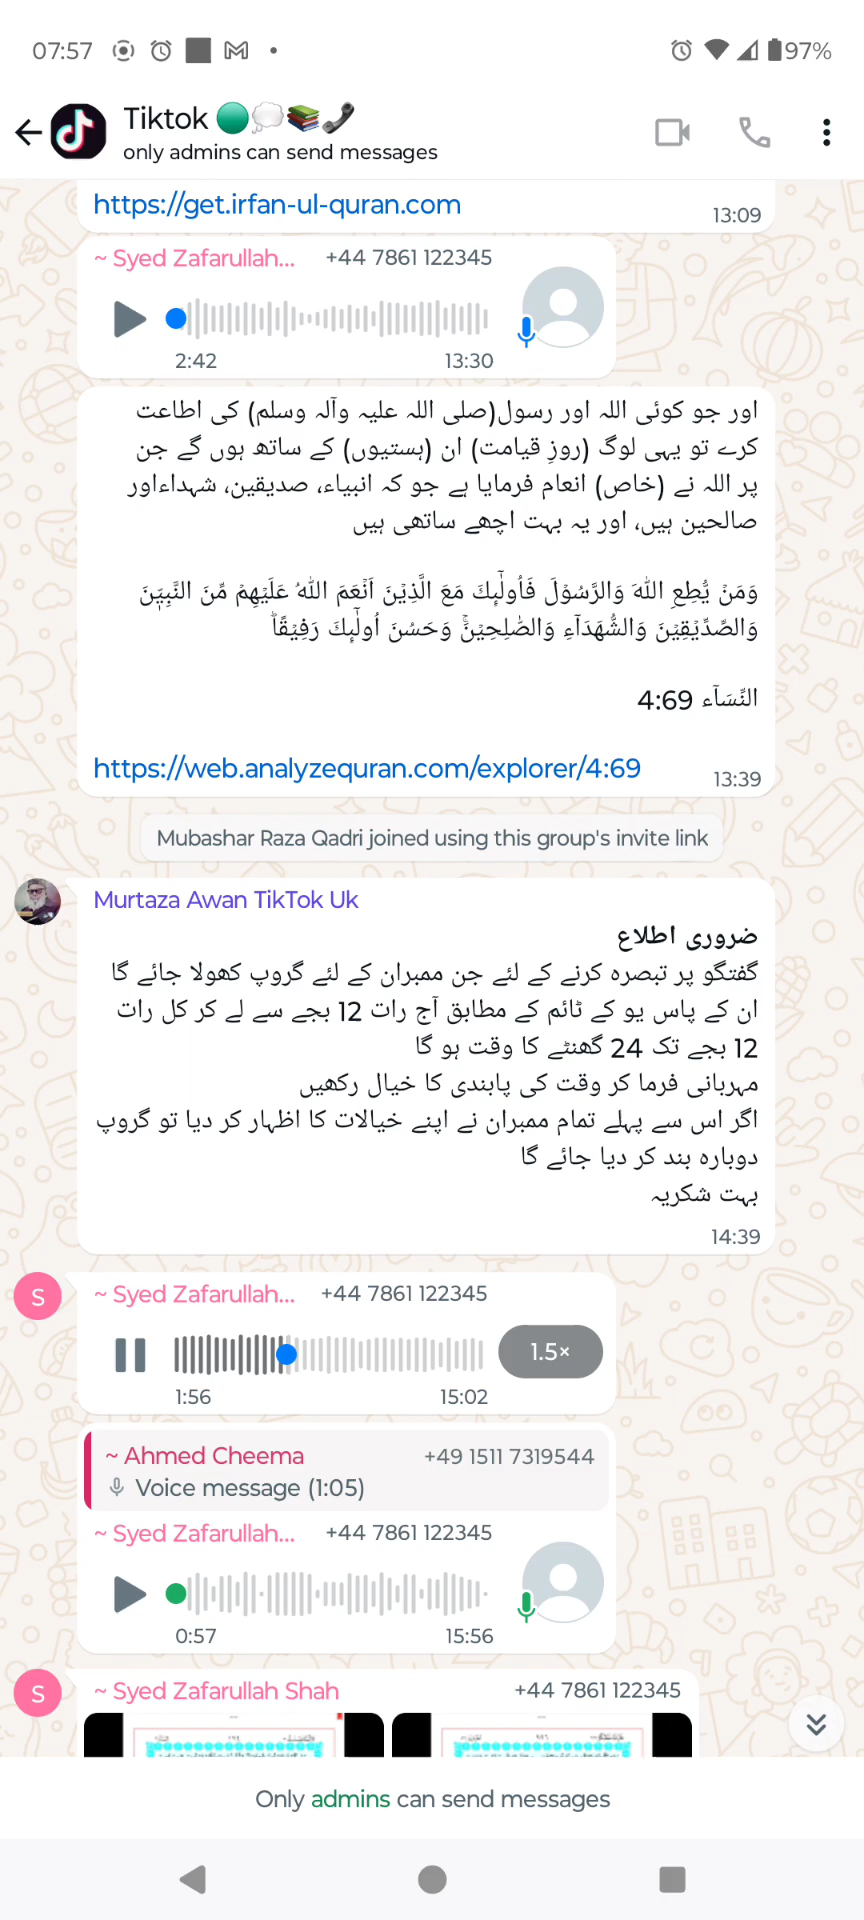 07:57
97%
Tiktok
only admins can send messages
https://get.irfan-ul-quran.com
13:09
~ Syed Zafarullah... +44 7861 122345
2:42 13:30
اور جو کوئی اللہ اور رسول(صلی اللہ علیہ وآلہ وسلم) کی اطاعت
کرے تو یہی لوگ (روزِ قیامت) ان (ہستیوں) کے ساتھ ہوں گے جن
پر اللہ نے (خاص) انعام فرمایا ہے جو کہ انبیاء، صدیقین، شہداءاور
صالحین ہیں، اور یہ بہت اچھے ساتھی ہیں
وَمَنۡ يُّطِعِ اللّٰهَ وَالرَّسُوۡلَ فَاُولٰٓٮِٕكَ مَعَ الَّذِيۡنَ اَنۡعَمَ اللّٰهُ عَلَيۡهِمۡ مِّنَ النَّبِيّٖنَ
وَالصِّدِّيۡقِيۡنَ وَالشُّهَدَآءِ وَالصّٰلِحِيۡنَ‌ۚ وَحَسُنَ اُولٰٓٮِٕكَ رَفِيۡقًاؕ‏
النِّسَآء 4:69
https://web.analyzequran.com/explorer/4:69
13:39
Mubashar Raza Qadri joined using this group's invite link
Murtaza Awan TikTok Uk
ضروری اطلاع
گفتگو پر تبصرہ کرنے کے لئے جن ممبران کے لئے گروپ کھولا جائے گا
ان کے پاس یو کے ٹائم کے مطابق آج رات 12 بجے سے لے کر کل رات
12 بجے تک 24 گھنٹے کا وقت ہو گا
مہربانی فرما کر وقت کی پابندی کا خیال رکھیں
اگر اس سے پہلے تمام ممبران نے اپنے خیالات کا اظہار کر دیا تو گروپ
دوبارہ بند کر دیا جائے گا
بہت شکریہ
14:39
S
~ Syed Zafarullah... +44 7861 122345
1.5×
1:56 15:02
~ Ahmed Cheema +49 1511 7319544
Voice message (1:05)
~ Syed Zafarullah... +44 7861 122345
0:57 15:56
S
~ Syed Zafarullah Shah +44 7861 122345
Only admins can send messages